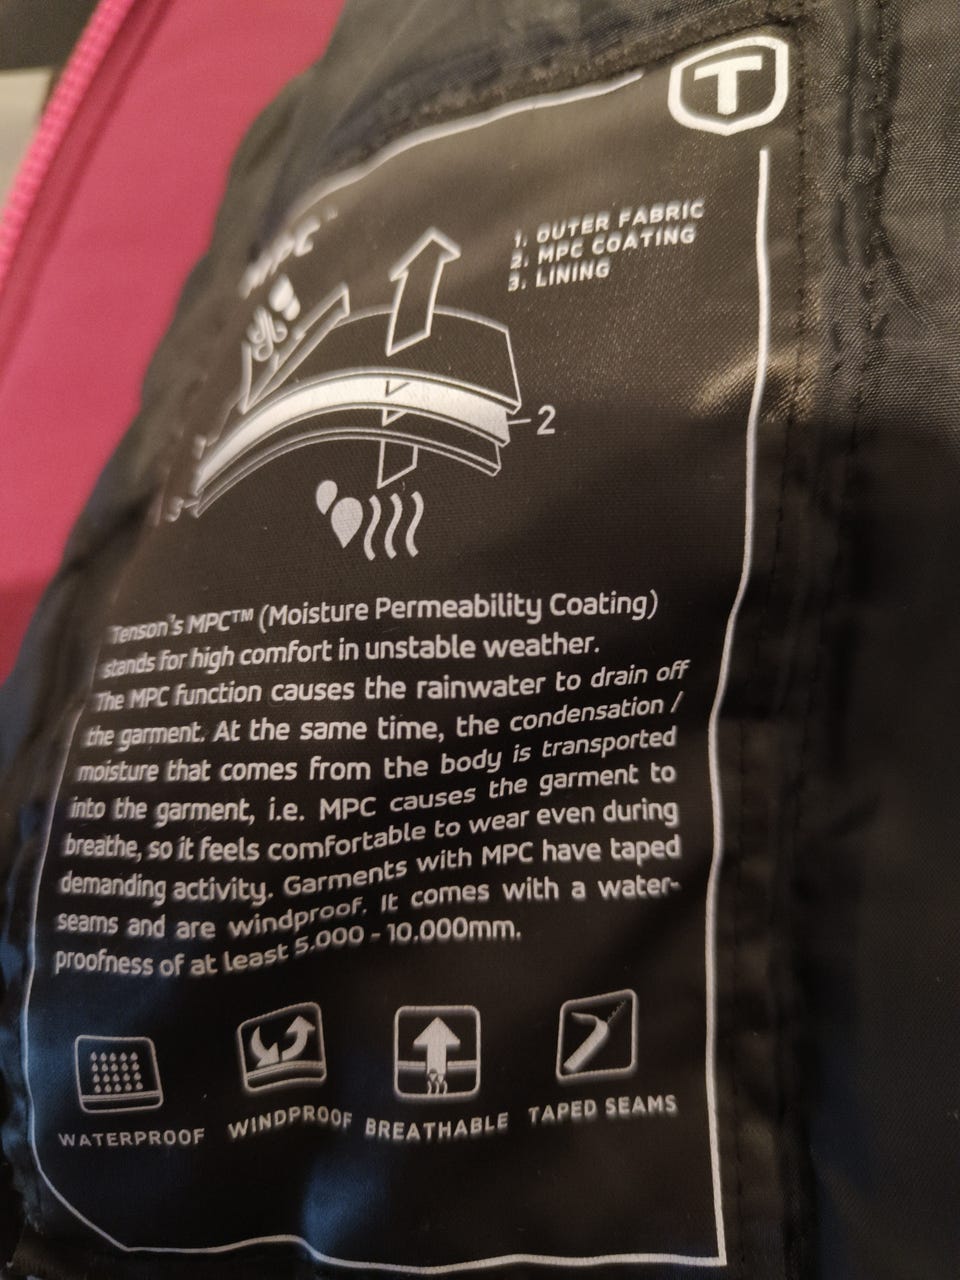 T
MPC™
1. OUTER FABRIC
2. MPC COATING
3. LINING
2
3
Tenson's MPC™ (Moisture Permeability Coating)
stands for high comfort in unstable weather.
The MPC function causes the rainwater to drain off
the garment. At the same time, the condensation /
moisture that comes from the body is transported
into the garment, i.e. MPC causes the garment to
breathe, so it feels comfortable to wear even during
demanding activity. Garments with MPC have taped
seams and are windproof. It comes with a water-
proofness of at least 5.000 - 10.000mm.
WATERPROOF WINDPROOF BREATHABLE TAPED SEAMS